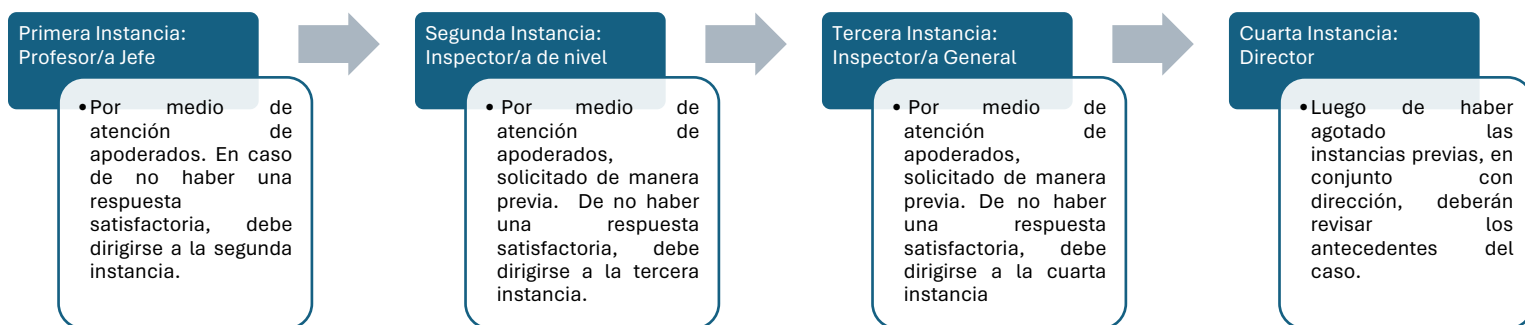 Primera Instancia:
Profesor/a Jefe
•Por medio de
atención de
apoderados. En caso
de no haber una
respuesta
satisfactoria, debe
dirigirse a la segunda
instancia.
Segunda Instancia:
Inspector/a de nivel
• Por medio de
atención de
apoderados,
solicitado de manera
previa. De no haber
una respuesta
satisfactoria, debe
dirigirse a la tercera
instancia.
Tercera Instancia:
Inspector/a General
• Por medio de
atención de
apoderados,
solicitado de manera
previa. De no haber
una respuesta
satisfactoria, debe
dirigirse a la cuarta
instancia
Cuarta Instancia:
Director
•Luego de haber
agotado las
instancias previas, en
conjunto con
dirección, deberán
revisar los
antecedentes del
caso.